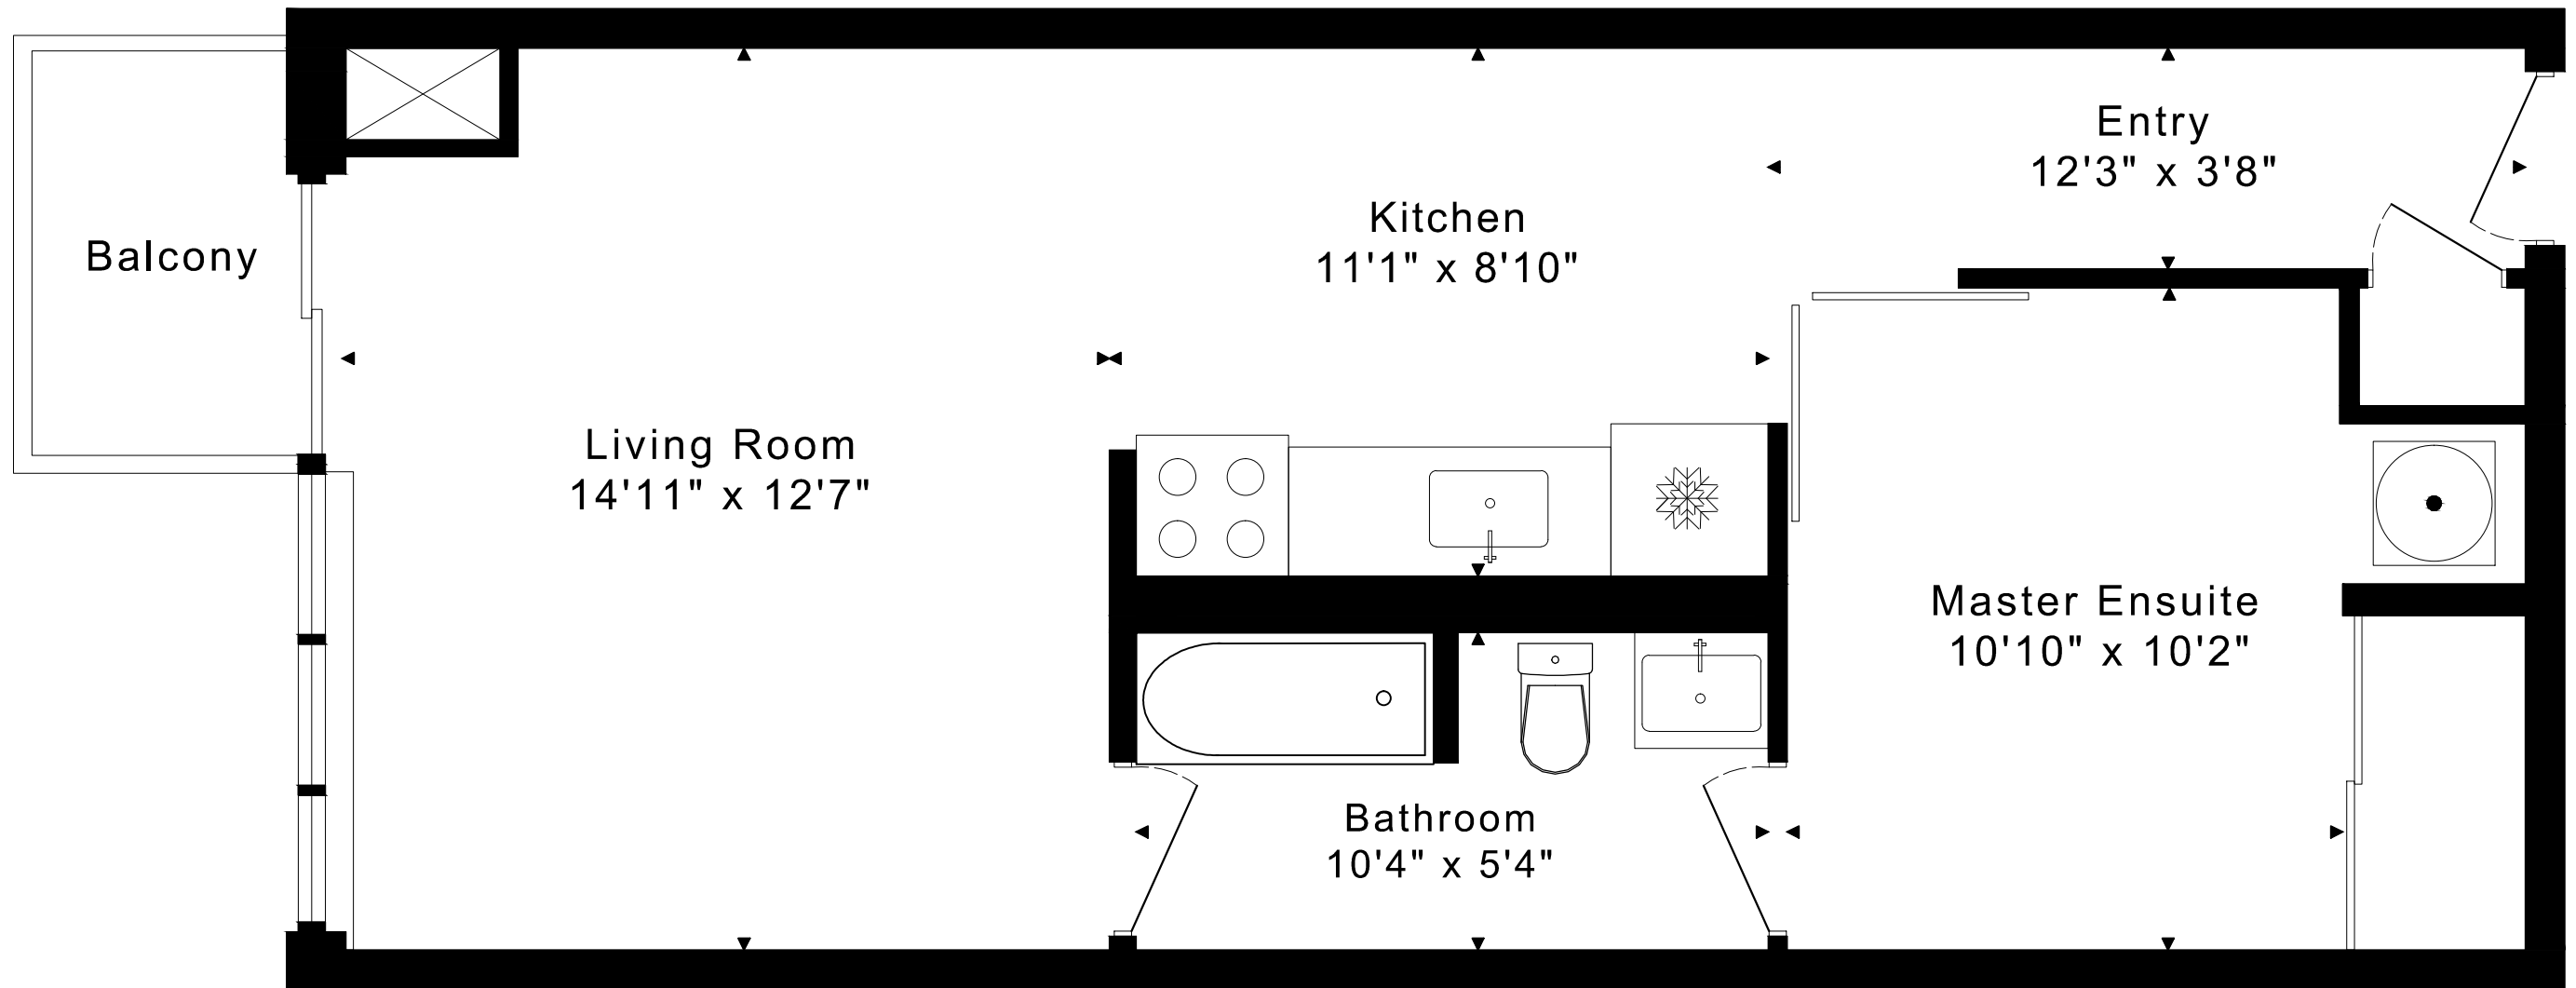 Entry
12'3" x 3'8"
Kitchen
11'1" x 8'10"
Balcony
Living Room
14'11" x 12'7"
Master Ensuite
10'10" x 10'2"
Bathroom
10'4" x 5'4"